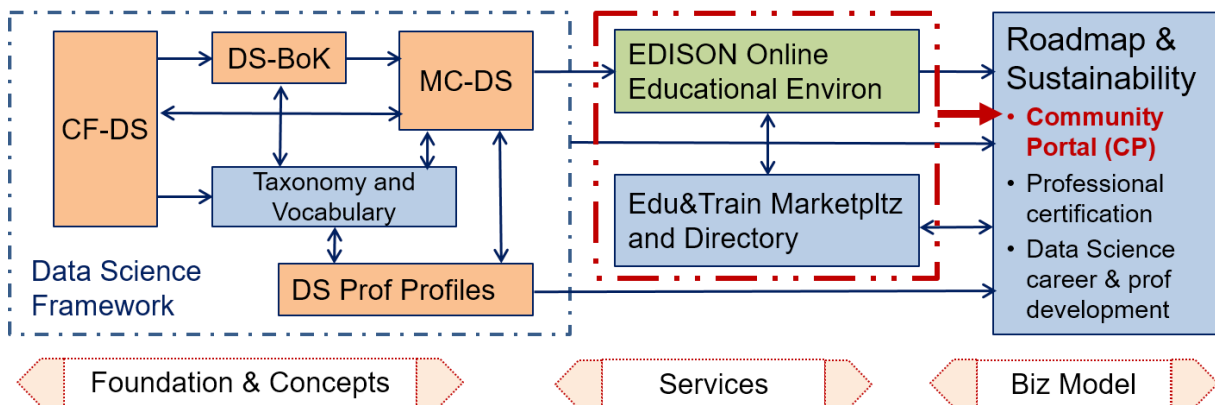 CF-DS
DS-BoK
MC-DS
Taxonomy and
Vocabulary
Data Science
Framework
DS Prof Profiles
EDISON Online
Educational Environ
Edu&Train Marketpltz
and Directory
Roadmap &
Sustainability
• Community
Portal (CP)
• Professional
certification
• Data Science
career & prof
development
Foundation & Concepts
Services
Biz Model